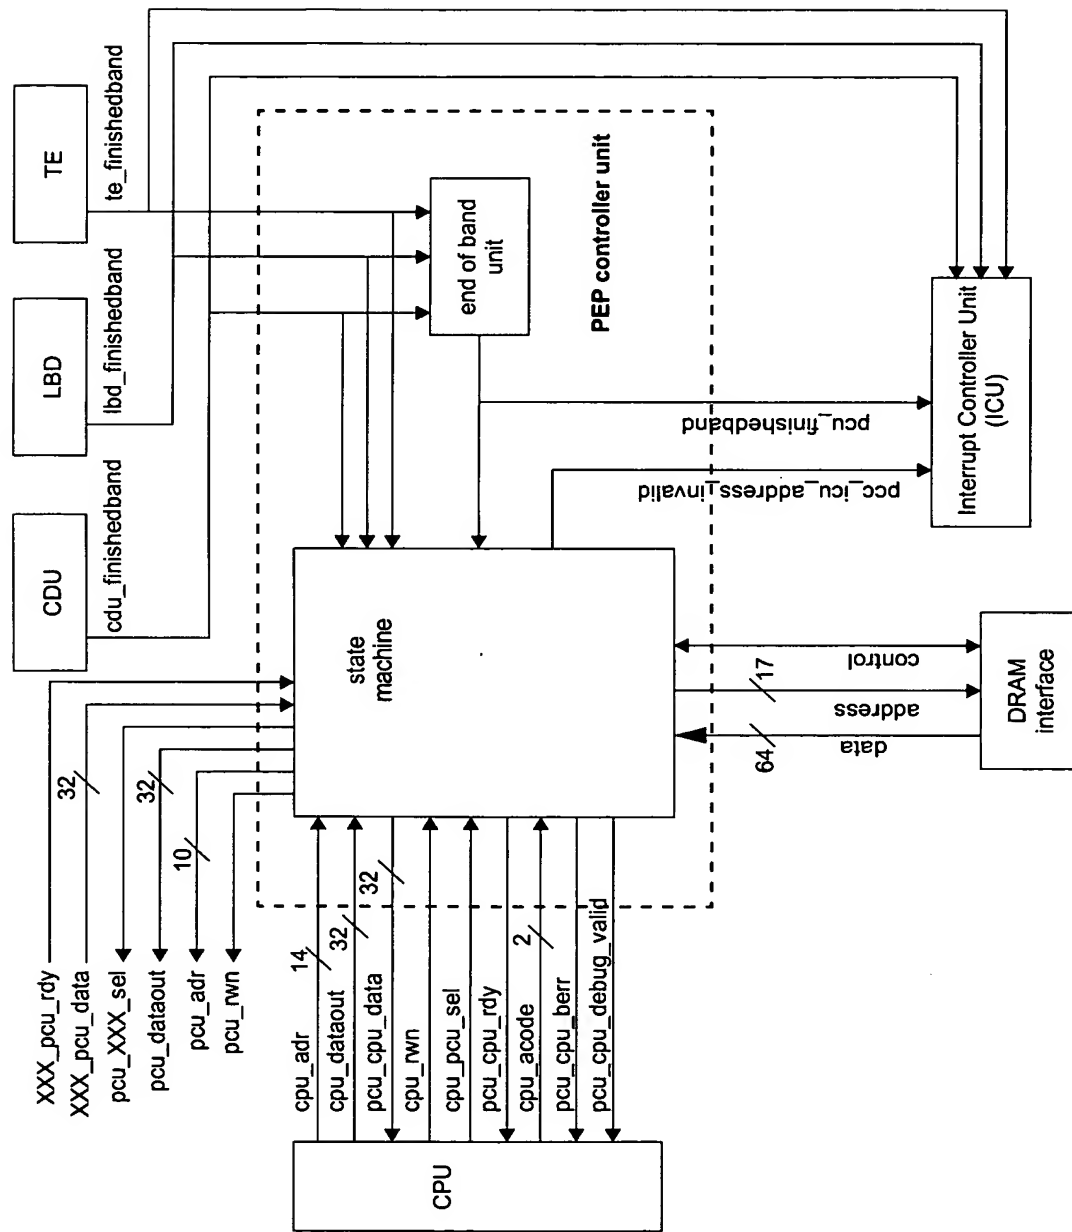 TE
te_finishedband
LBD
lbd_finishedband
CDU
cdu_finishedband
end of band
unit
PEP controller unit
pcu_finishedband
pcc_icu_address_invalid
Interrupt Controller Unit
(ICU)
state
machine
control
17
address
64
data
DRAM
interface
XXX_pcu_rdy
XXX_pcu_data
32
pcu_XXX_sel
pcu_dataout
32
pcu_adr
10
pcu_rwn
cpu_adr
14
cpu_dataout
32
pcu_cpu_data
32
cpu_rwn
cpu_pcu_sel
pcu_cpu_rdy
cpu_acode
2
pcu_cpu_berr
pcu_cpu_debug_valid
CPU